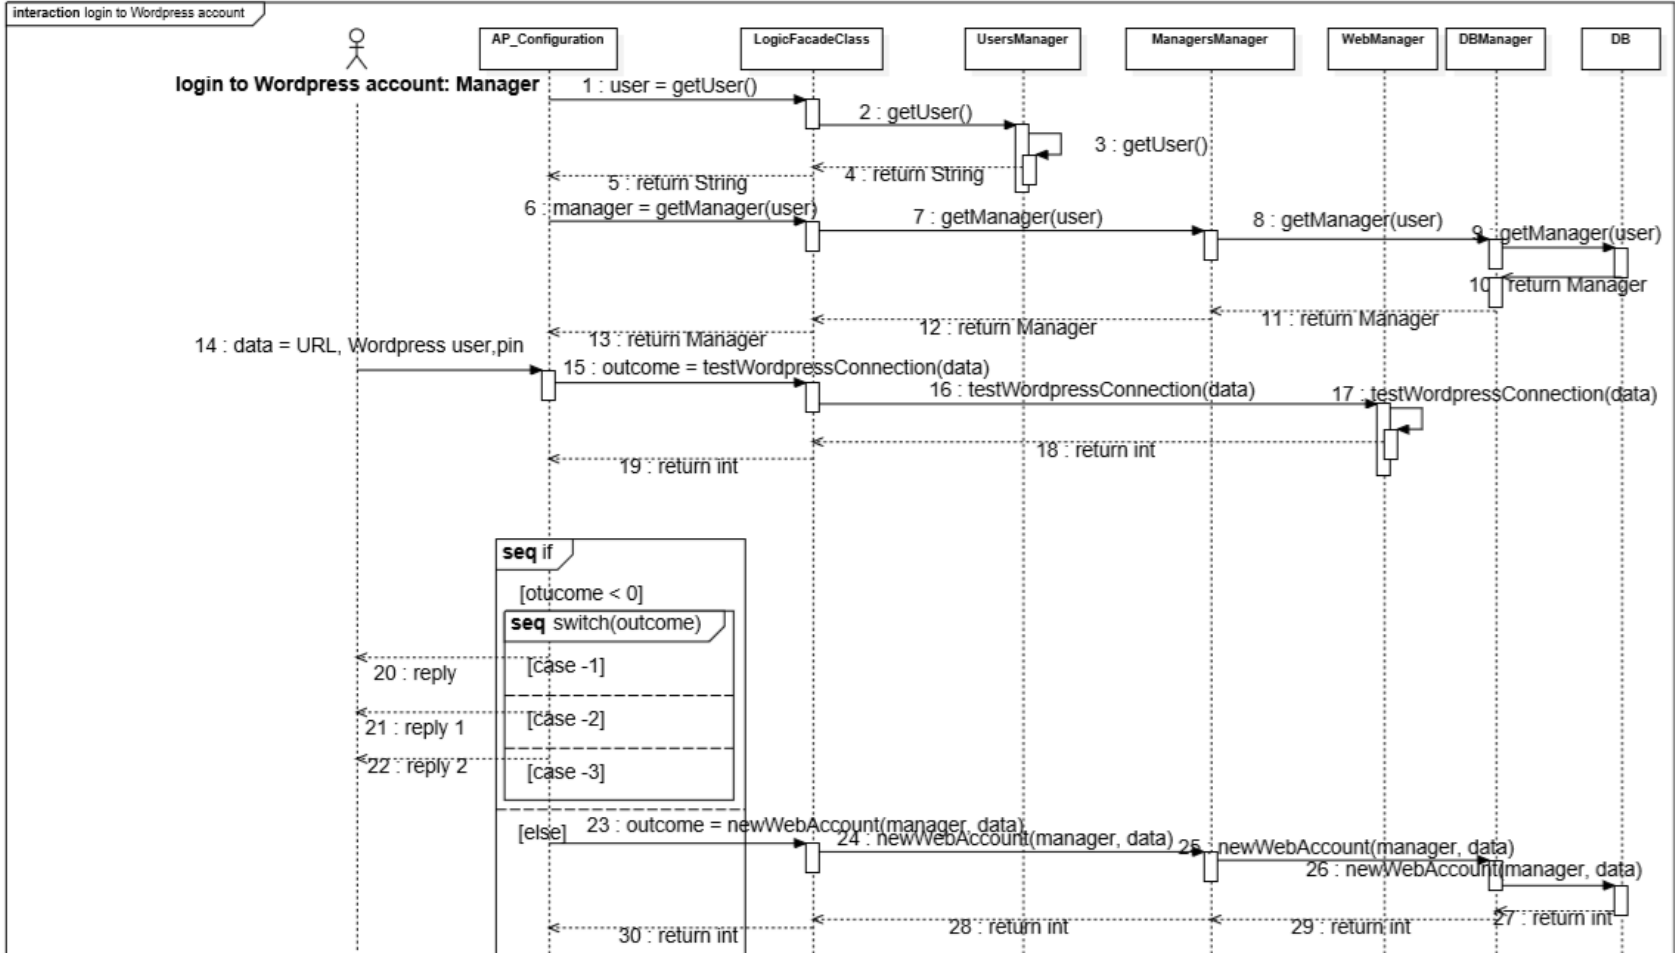 interaction login to Wordpress account
AP_Configuration
LogicFacadeClass
UsersManager
ManagersManager
WebManager
DBManager
DB
login to Wordpress account: Manager
1 : user = getUser()
2 : getUser()
3 : getUser()
4 : return String
5 : return String
6 : manager = getManager(user)
7 : getManager(user)
8 : getManager(user)
9 : getManager(user)
10 : return Manager
11 : return Manager
12 : return Manager
13 : return Manager
14 : data = URL, Wordpress user,pin
15 : outcome = testWordpressConnection(data)
16 : testWordpressConnection(data)
17 : testWordpressConnection(data)
18 : return int
19 : return int
seq if
[otucome < 0]
seq switch(outcome)
[case -1]
20 : reply
[case -2]
21 : reply 1
22 : reply 2
[case -3]
[else]
23 : outcome = newWebAccount(manager, data)
24 : newWebAccount(manager, data)
25 : newWebAccount(manager, data)
26 : newWebAccount(manager, data)
27 : return int
28 : return int
29 : return int
30 : return int